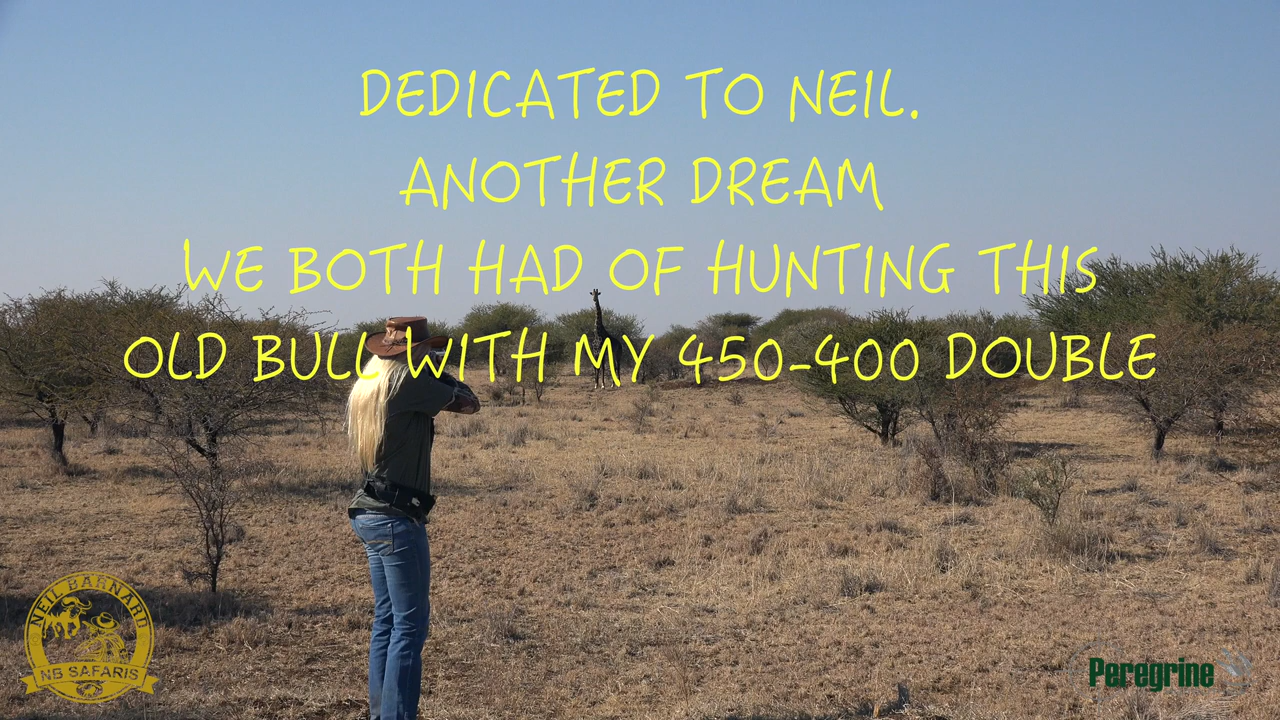 DEDICATED TO NEIL.
ANOTHER DREAM
WE BOTH HAD OF HUNTING THIS
OLD BULL WITH MY 450-400 DOUBLE
NEIL BARNARD
NB SAFARIS
Peregrine